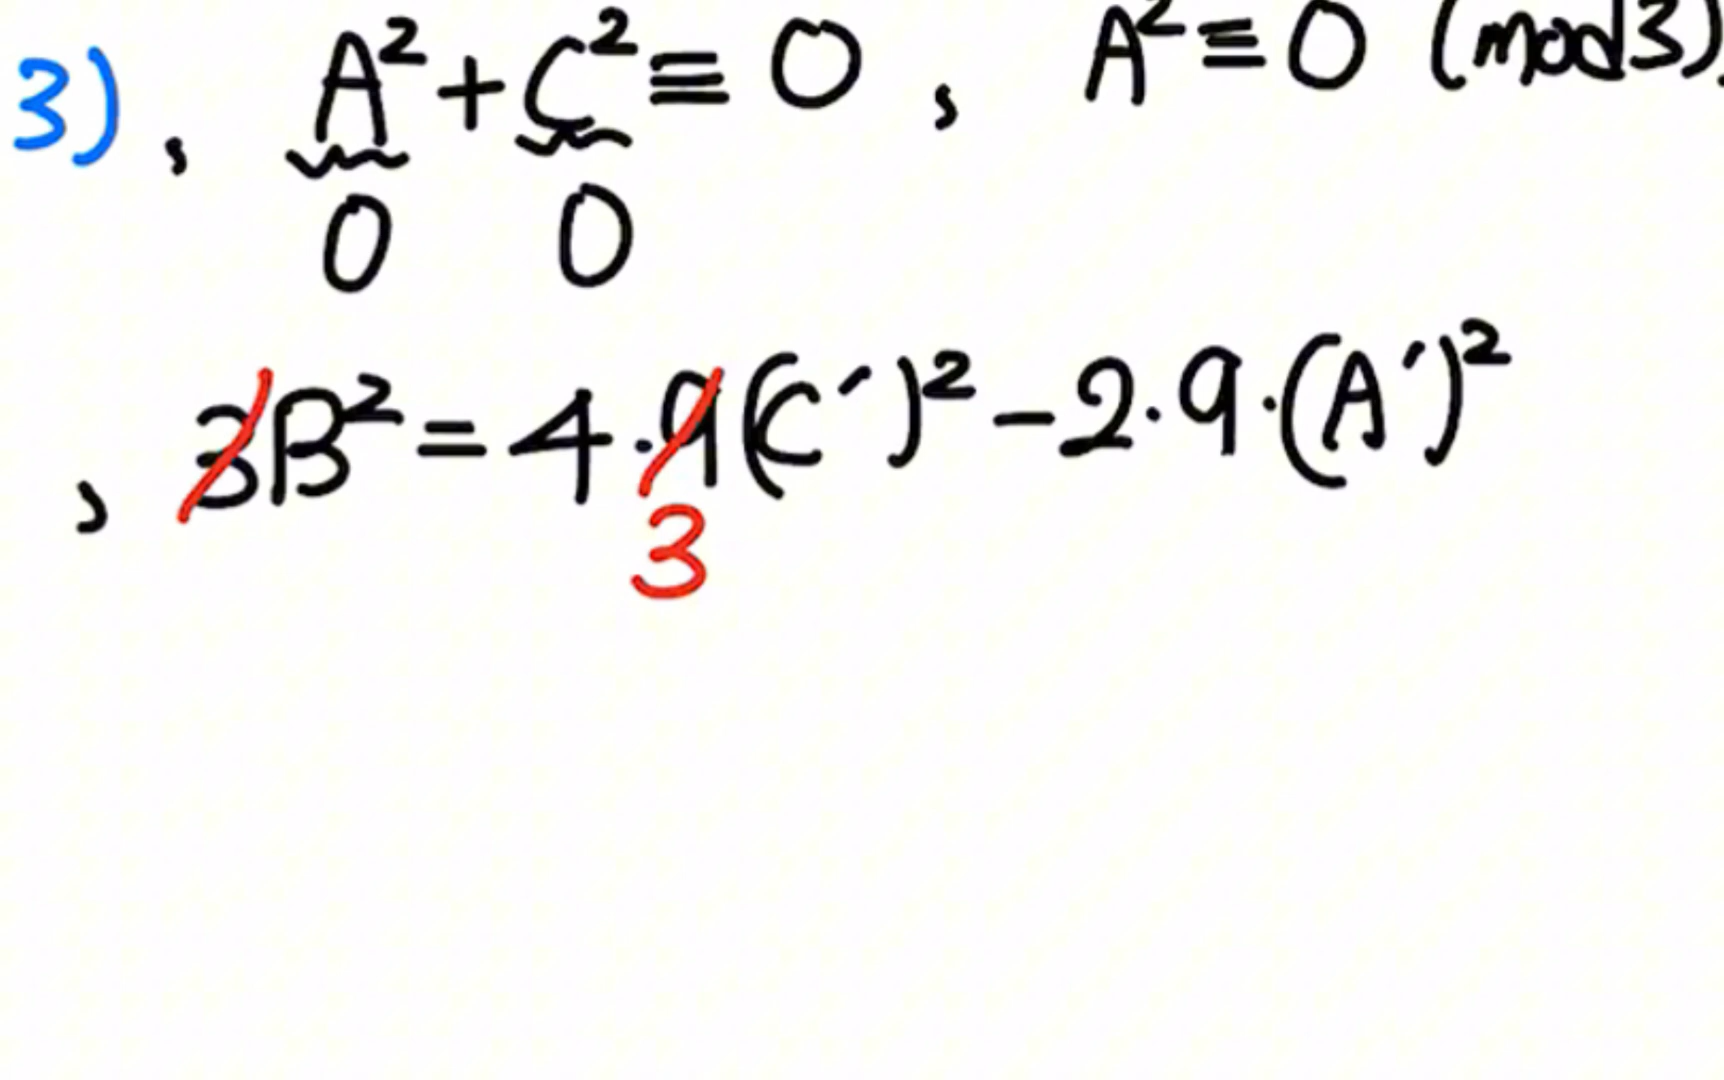 3), A² + C² ≡ 0, A² ≡ 0 (mod3)
0 0
, 3B² = 4·9(C´)² − 2·9·(A´)²
3